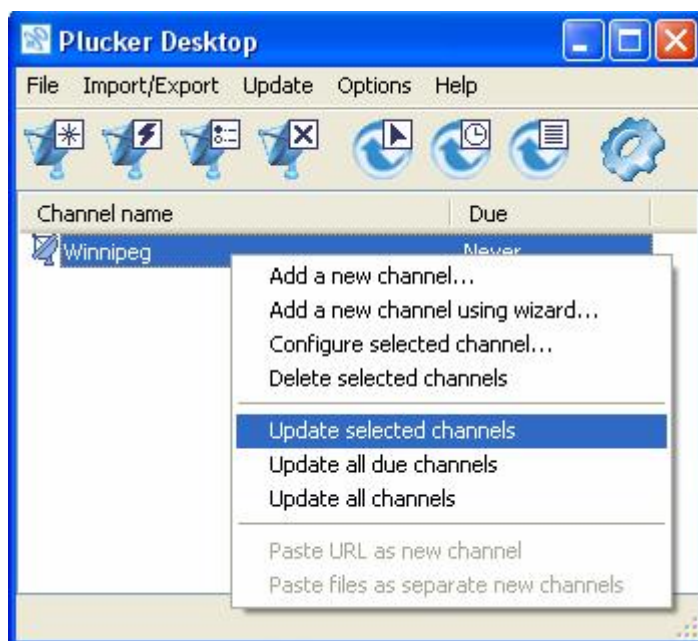 Plucker Desktop
File Import/Export Update Options Help
Channel name Due
Winnipeg Never
Add a new channel...
Add a new channel using wizard...
Configure selected channel...
Delete selected channels
Update selected channels
Update all due channels
Update all channels
Paste URL as new channel
Paste files as separate new channels